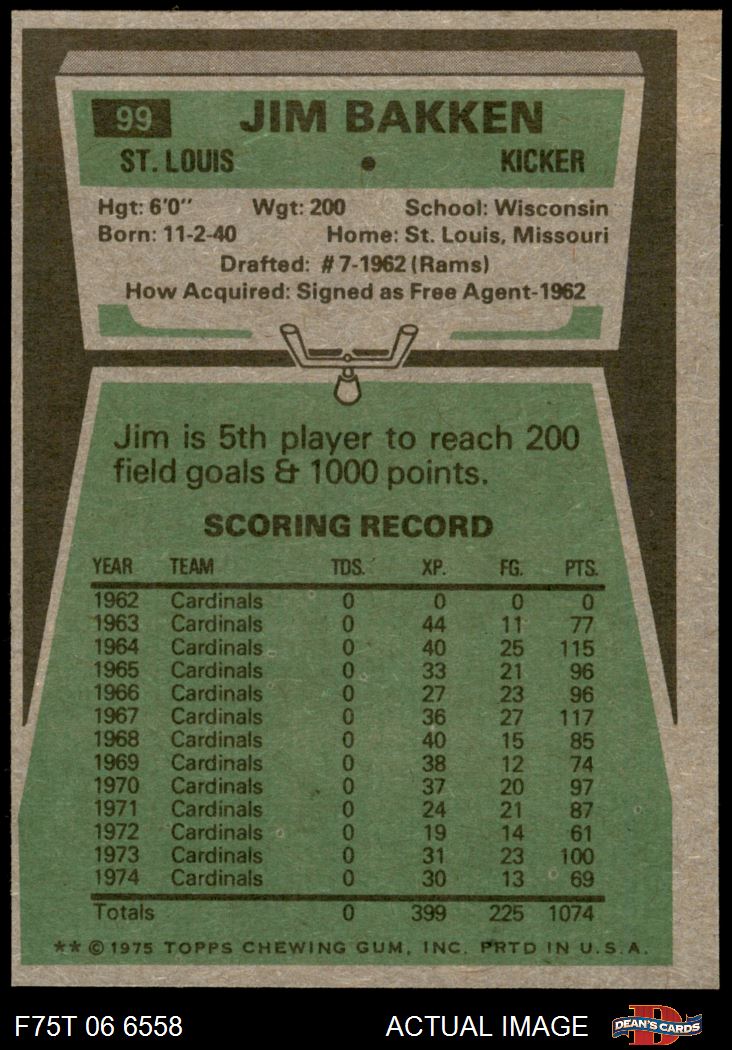 99 JIM BAKKEN
ST. LOUIS • KICKER
Hgt: 6'0" Wgt: 200 School: Wisconsin
Born: 11-2-40 Home: St. Louis, Missouri
Drafted: #7-1962 (Rams)
How Acquired: Signed as Free Agent-1962
Jim is 5th player to reach 200
field goals & 1000 points.
SCORING RECORD
YEAR TEAM TDS. XP. FG. PTS.
1962 Cardinals 0 0 0 0
1963 Cardinals 0 44 11 77
1964 Cardinals 0 40 25 115
1965 Cardinals 0 33 21 96
1966 Cardinals 0 27 23 96
1967 Cardinals 0 36 27 117
1968 Cardinals 0 40 15 85
1969 Cardinals 0 38 12 74
1970 Cardinals 0 37 20 97
1971 Cardinals 0 24 21 87
1972 Cardinals 0 19 14 61
1973 Cardinals 0 31 23 100
1974 Cardinals 0 30 13 69
Totals 0 399 225 1074
** © 1975 TOPPS CHEWING GUM, INC. PRTD IN U.S.A.
F75T 06 6558 ACTUAL IMAGE D DEAN'S CARDS